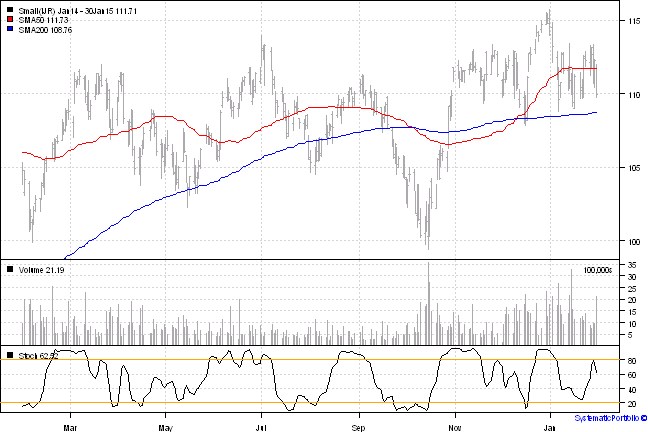 Small(IJR) Jan14 - 30Jan15 111.71
SMA50 111.73
SMA200 108.76
115
110
105
100
Volume 21.19
100,000s
35
30
25
20
15
10
5
Stoch 62.52
80
60
40
20
Mar
May
Jul
Sep
Nov
Jan
SystematicPortfolio ©